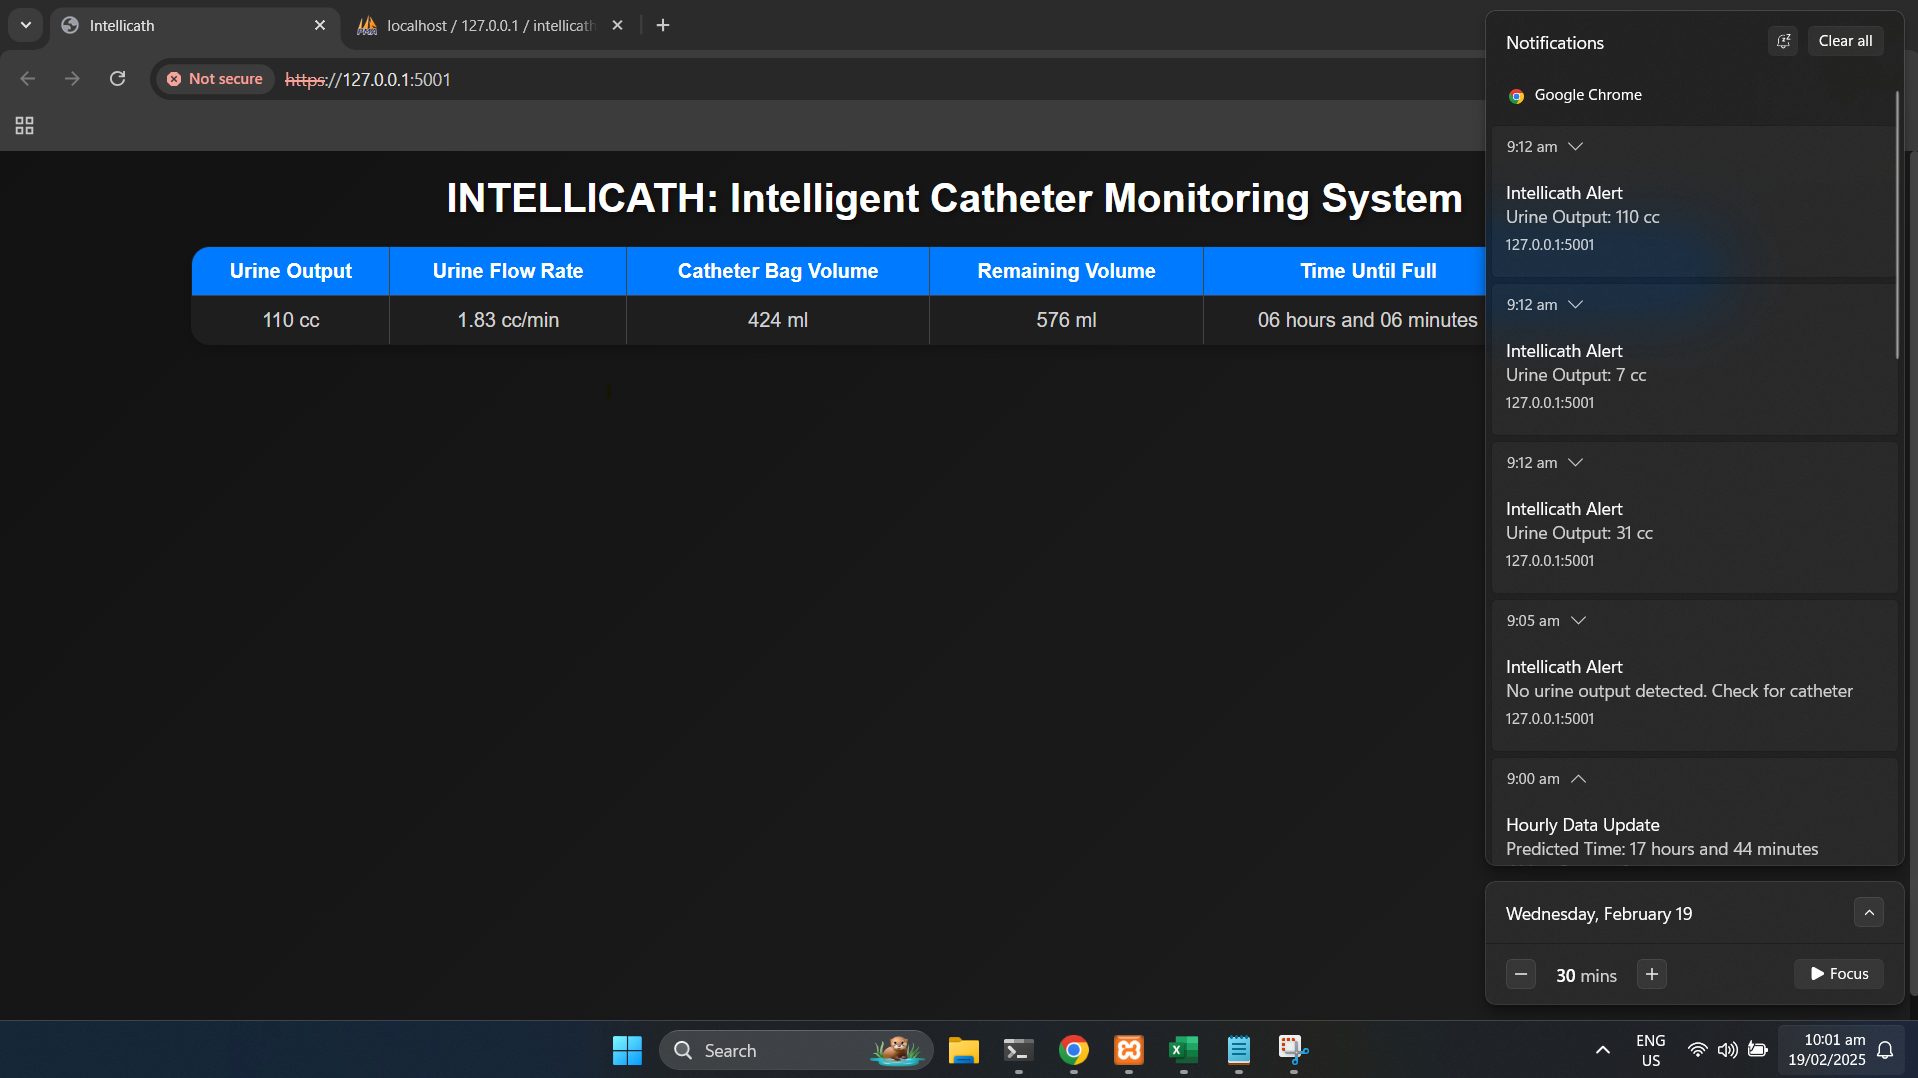 Intellicath
localhost / 127.0.0.1 / intellicath
Not secure
https://127.0.0.1:5001
INTELLICATH: Intelligent Catheter Monitoring System
Urine Output Urine Flow Rate Catheter Bag Volume Remaining Volume Time Until Full
110 cc 1.83 cc/min 424 ml 576 ml 06 hours and 06 minutes
Notifications
Clear all
Google Chrome
9:12 am
Intellicath Alert
Urine Output: 110 cc
127.0.0.1:5001
9:12 am
Intellicath Alert
Urine Output: 7 cc
127.0.0.1:5001
9:12 am
Intellicath Alert
Urine Output: 31 cc
127.0.0.1:5001
9:05 am
Intellicath Alert
No urine output detected. Check for catheter
127.0.0.1:5001
9:00 am
Hourly Data Update
Predicted Time: 17 hours and 44 minutes
Wednesday, February 19
30 mins
Focus
Search
ENG
US
10:01 am
19/02/2025